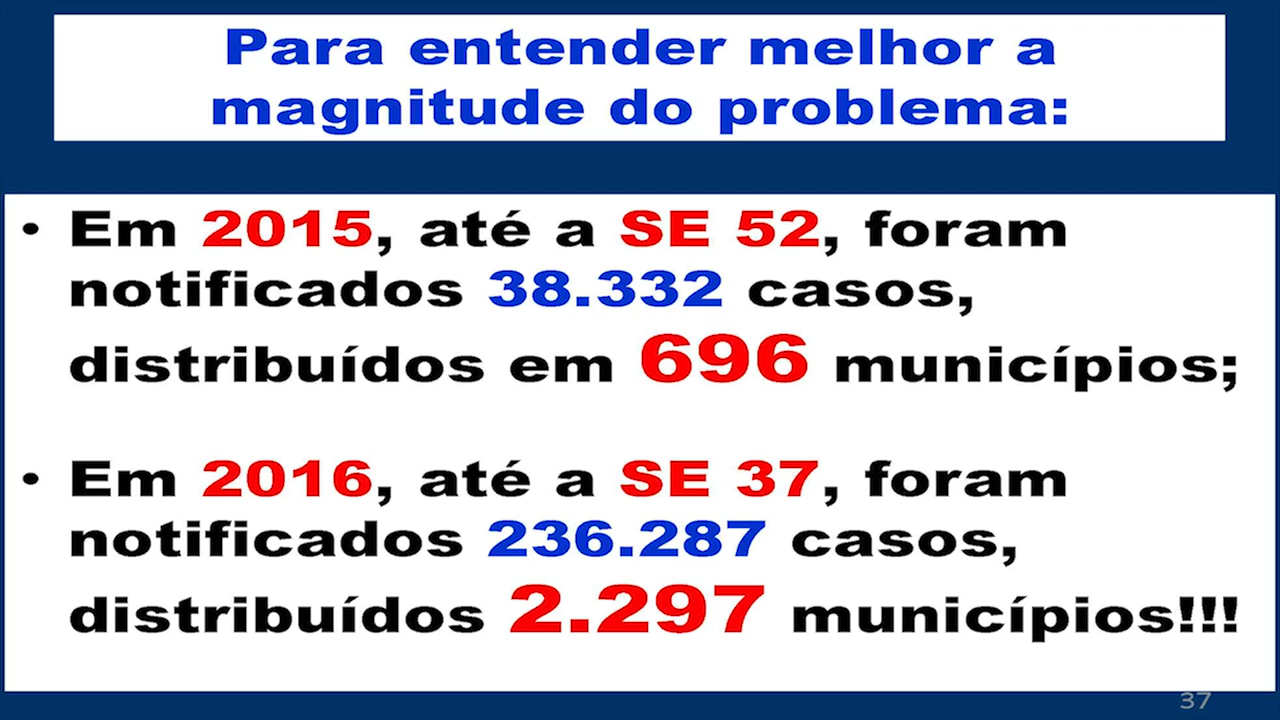 Para entender melhor a
magnitude do problema:
• Em 2015, até a SE 52, foram
notificados 38.332 casos,
distribuídos em 696 municípios;
• Em 2016, até a SE 37, foram
notificados 236.287 casos,
distribuídos 2.297 municípios!!!
37